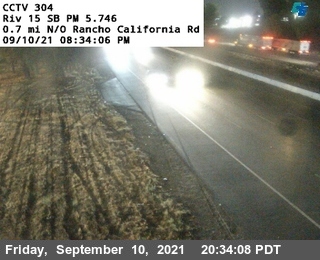 CCTV 304
Riv 15 SB PM 5.746
0.7 mi N/O Rancho California Rd
09/10/21 08:34:06 PM
Friday, September 10, 2021 20:34:08 PDT